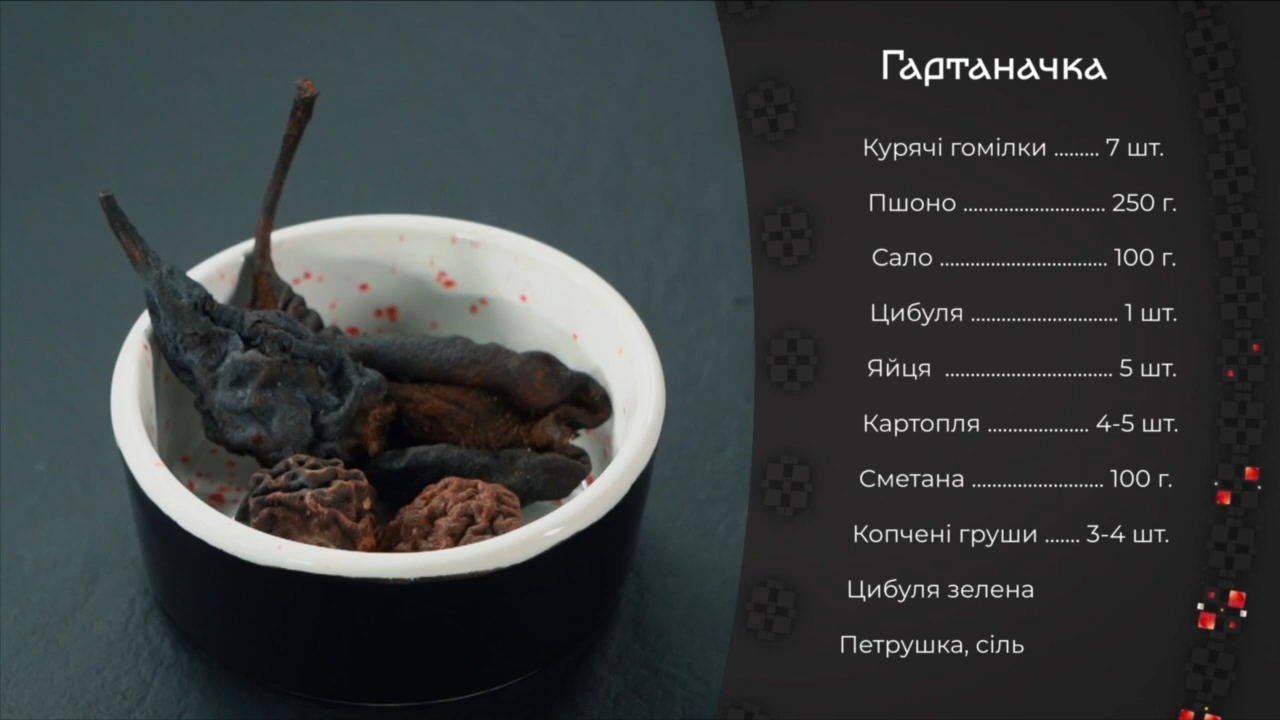 Гартаначка
Курячі гомілки ......... 7 шт.
Пшоно ............................ 250 г.
Сало ................................. 100 г.
Цибуля ............................. 1 шт.
Яйця ................................. 5 шт.
Картопля .................... 4-5 шт.
Сметана .......................... 100 г.
Копчені груши ....... 3-4 шт.
Цибуля зелена
Петрушка, сіль